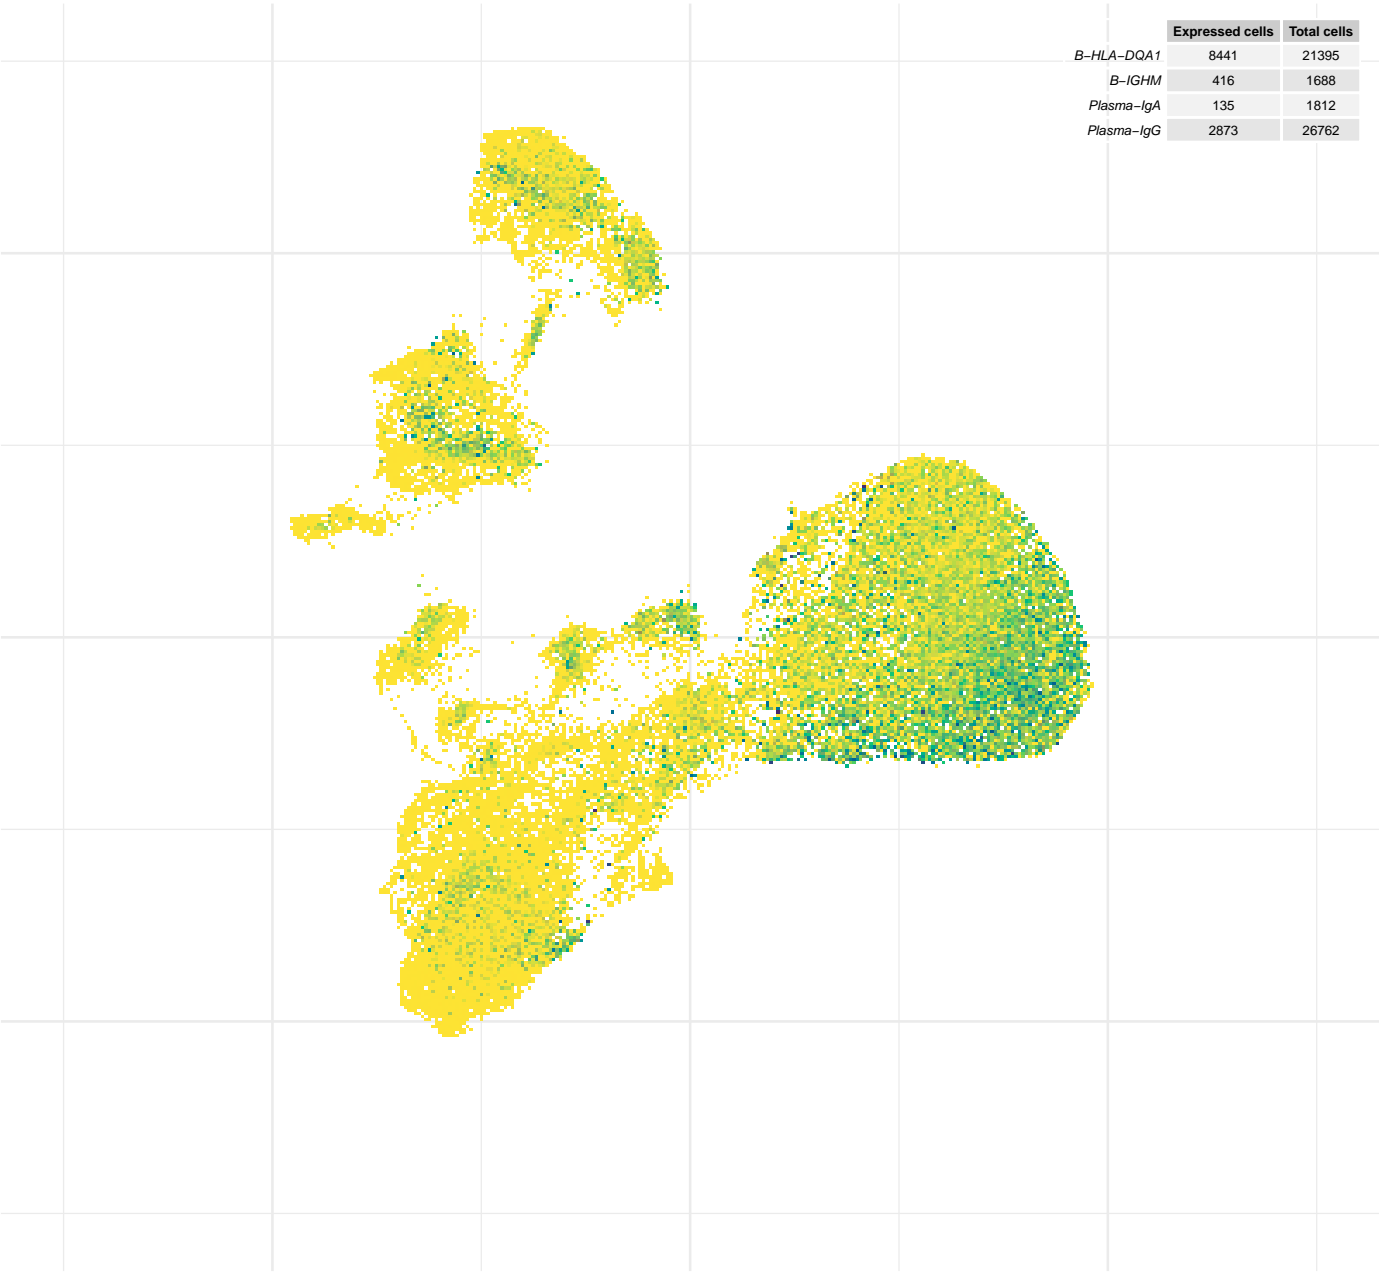 Expressed cells Total cells
B−HLA−DQA1 8441 21395
B−IGHM 416 1688
Plasma−IgA 135 1812
Plasma−IgG 2873 26762